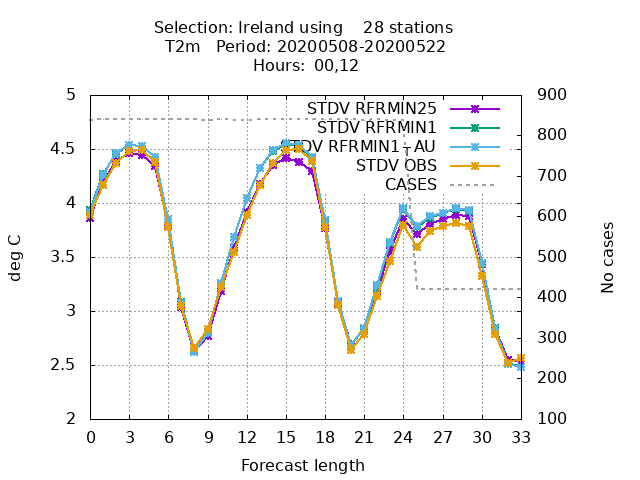 Selection: Ireland using 28 stations
T2m Period: 20200508-20200522
Hours: 00,12
STDV RFRMIN25
STDV RFRMIN1
STDV RFRMIN1_AU
STDV OBS
CASES
5
4.5
4
3.5
3
2.5
2
deg C
900
800
700
600
500
400
300
200
100
No cases
0 3 6 9 12 15 18 21 24 27 30 33
Forecast length